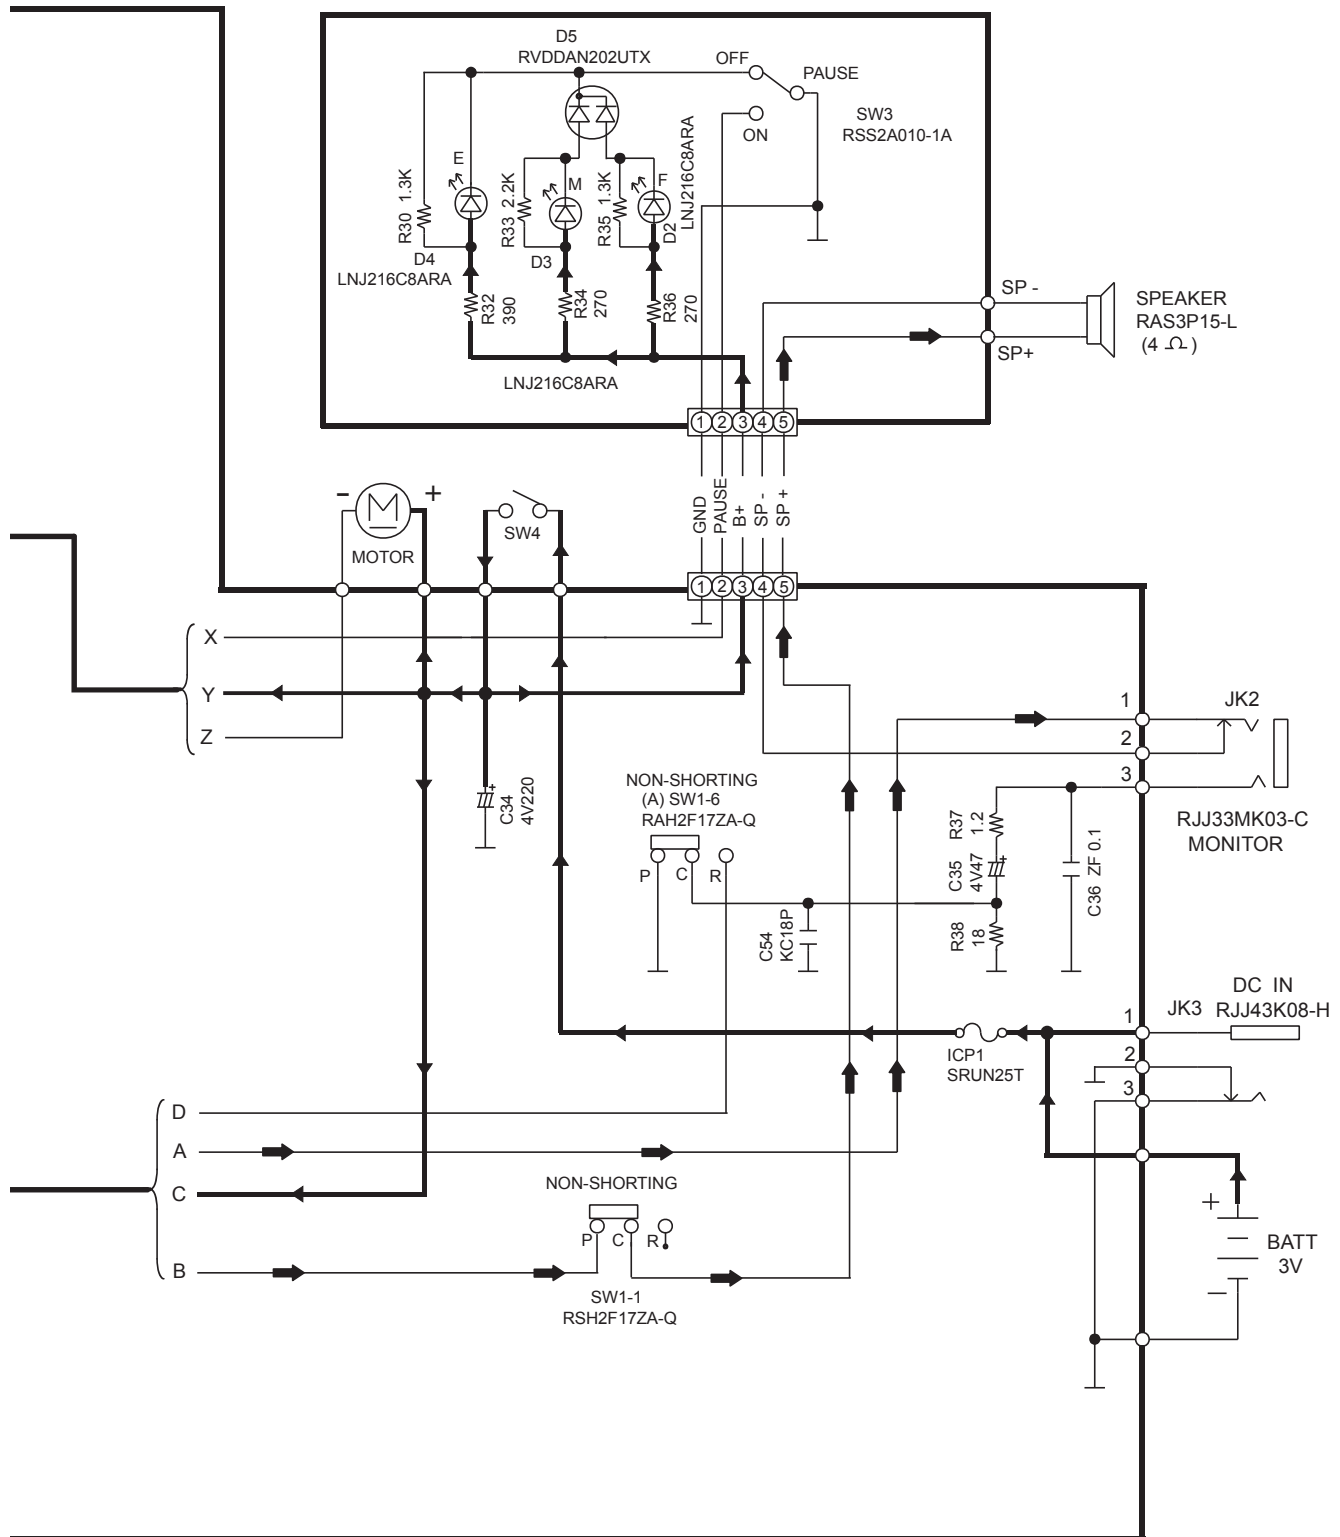 D5
RVDDAN202UTX
OFF
PAUSE
SW3
RSS2A010-1A
ON
E
M
F
R30 1.3K
R33 2.2K
R35 1.3K
D2
LNJ216C8ARA
D4
LNJ216C8ARA
D3
R32
390
R34
270
R36
270
LNJ216C8ARA
SP -
SP+
SPEAKER
RAS3P15-L
(4 Ω )
1 2 3 4 5
GND
PAUSE
B+
SP -
SP +
- M +
MOTOR
SW4
1 2 3 4 5
X
Y
Z
+
C34
4V220
NON-SHORTING
(A) SW1-6
RAH2F17ZA-Q
P C R
C54
KC18P
R37
1.2
C35
4V47
+
R38
18
C36 ZF 0.1
1
2
3
JK2
RJJ33MK03-C
MONITOR
DC IN
JK3 RJJ43K08-H
1
2
3
ICP1
SRUN25T
D
A
C
B
NON-SHORTING
P C R
SW1-1
RSH2F17ZA-Q
+
−
BATT
3V